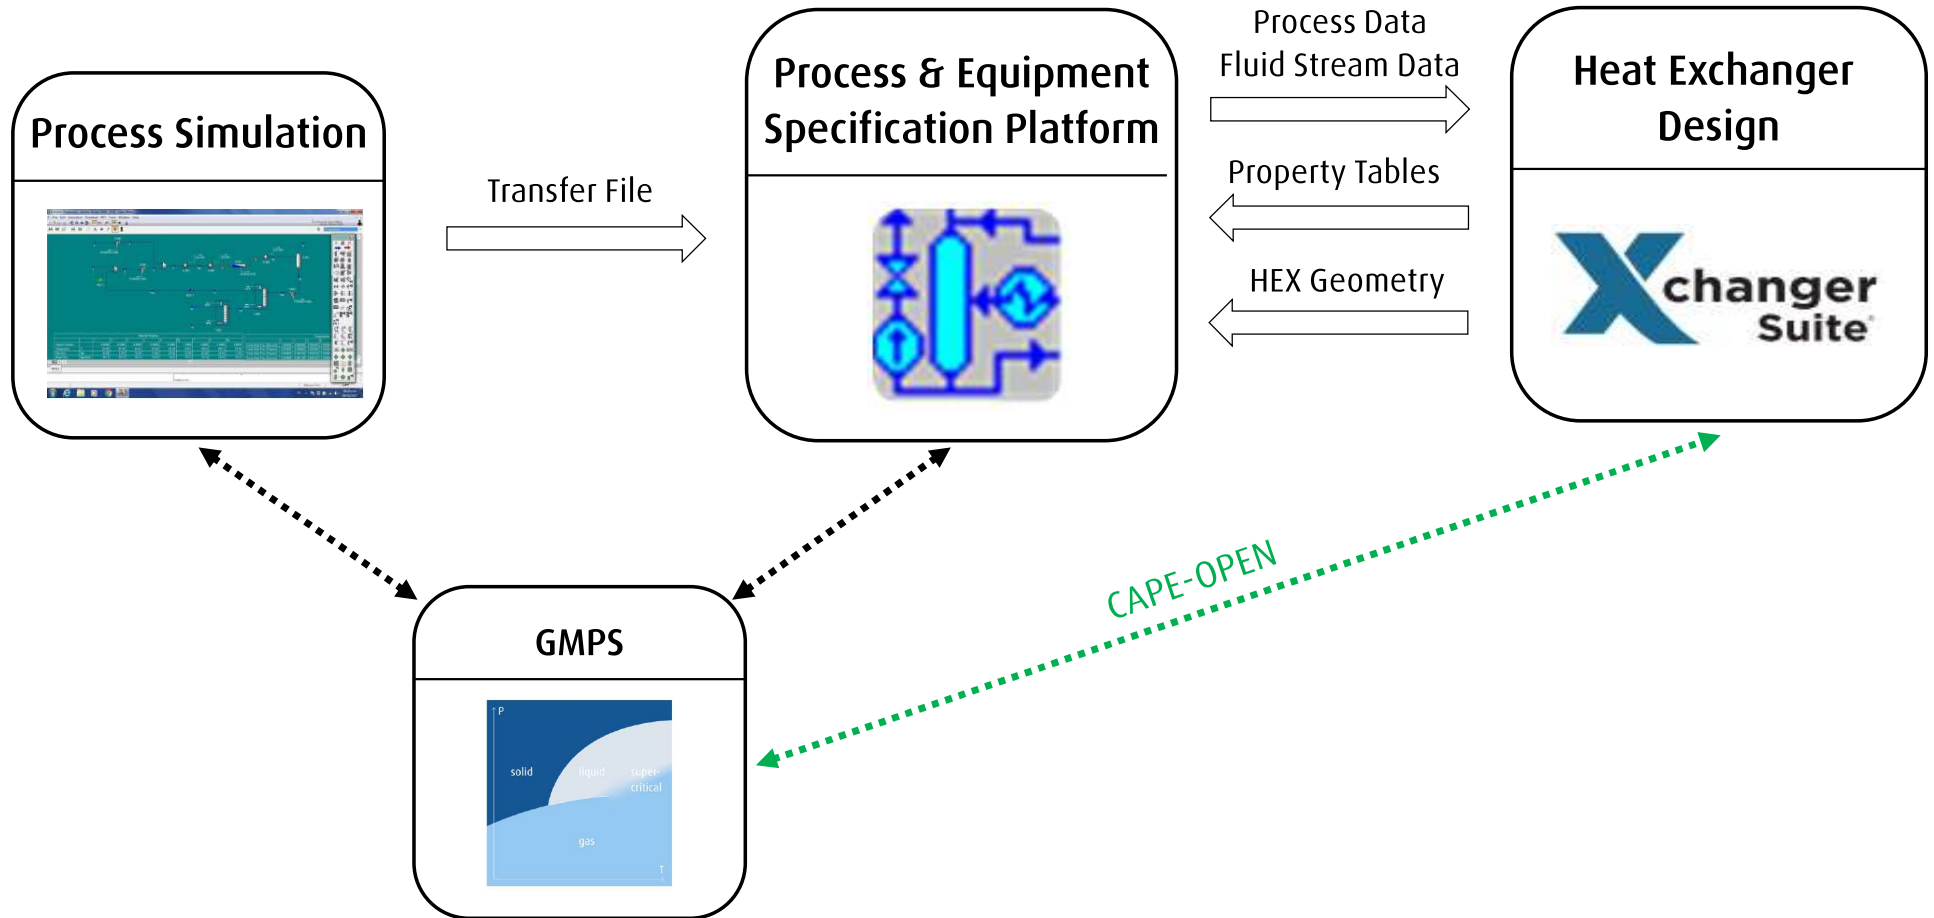 Process Simulation
Transfer File
Process & Equipment
Specification Platform
Process Data
Fluid Stream Data
Property Tables
HEX Geometry
Heat Exchanger
Design
Xchanger
Suite
CAPE-OPEN
GMPS
P
solid
liquid
super-
critical
gas
T